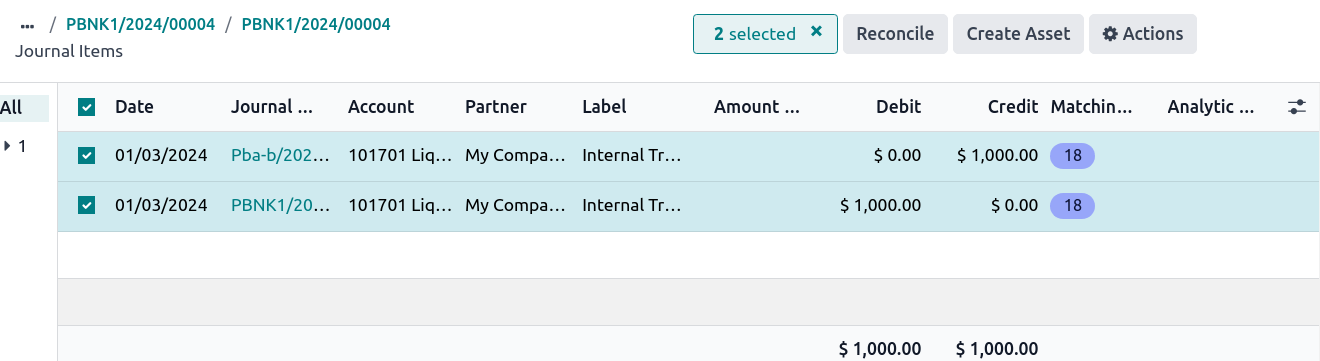 ... / PBNK1/2024/00004 / PBNK1/2024/00004
Journal Items
2 selected × Reconcile Create Asset Actions
All
Date Journal ... Account Partner Label Amount ... Debit Credit Matchin... Analytic ...
1
01/03/2024 Pba-b/202... 101701 Liq... My Compa... Internal Tr... $ 0.00 $ 1,000.00 18
01/03/2024 PBNK1/20... 101701 Liq... My Compa... Internal Tr... $ 1,000.00 $ 0.00 18
$ 1,000.00 $ 1,000.00